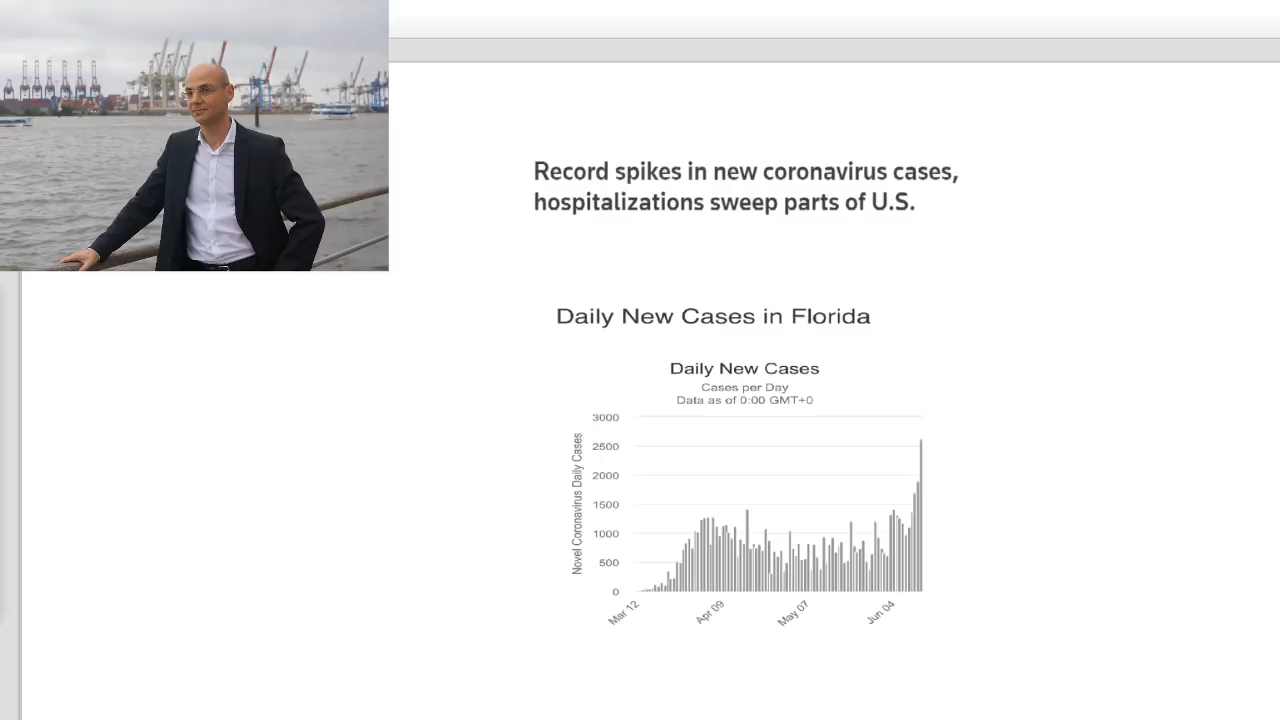 Record spikes in new coronavirus cases,
hospitalizations sweep parts of U.S.
Daily New Cases in Florida
Daily New Cases
Cases per Day
Data as of 0:00 GMT+0
Novel Coronavirus Daily Cases
3000
2500
2000
1500
1000
500
0
Mar 12
Apr 09
May 07
Jun 04